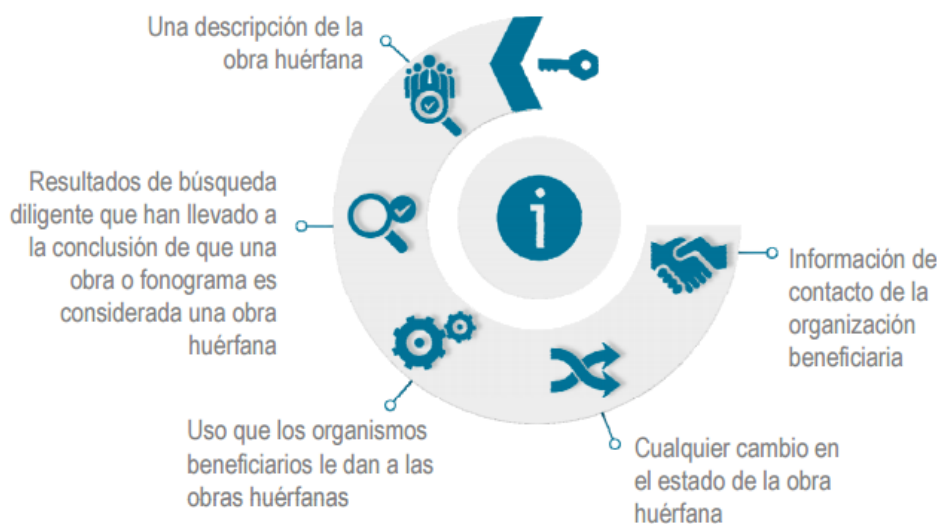 Una descripción de la
obra huérfana
Resultados de búsqueda
diligente que han llevado a
la conclusión de que una
obra o fonograma es
considerada una obra
huérfana
Uso que los organismos
beneficiarios le dan a las
obras huérfanas
Cualquier cambio en
el estado de la obra
huérfana
Información de
contacto de la
organización
beneficiaria
i